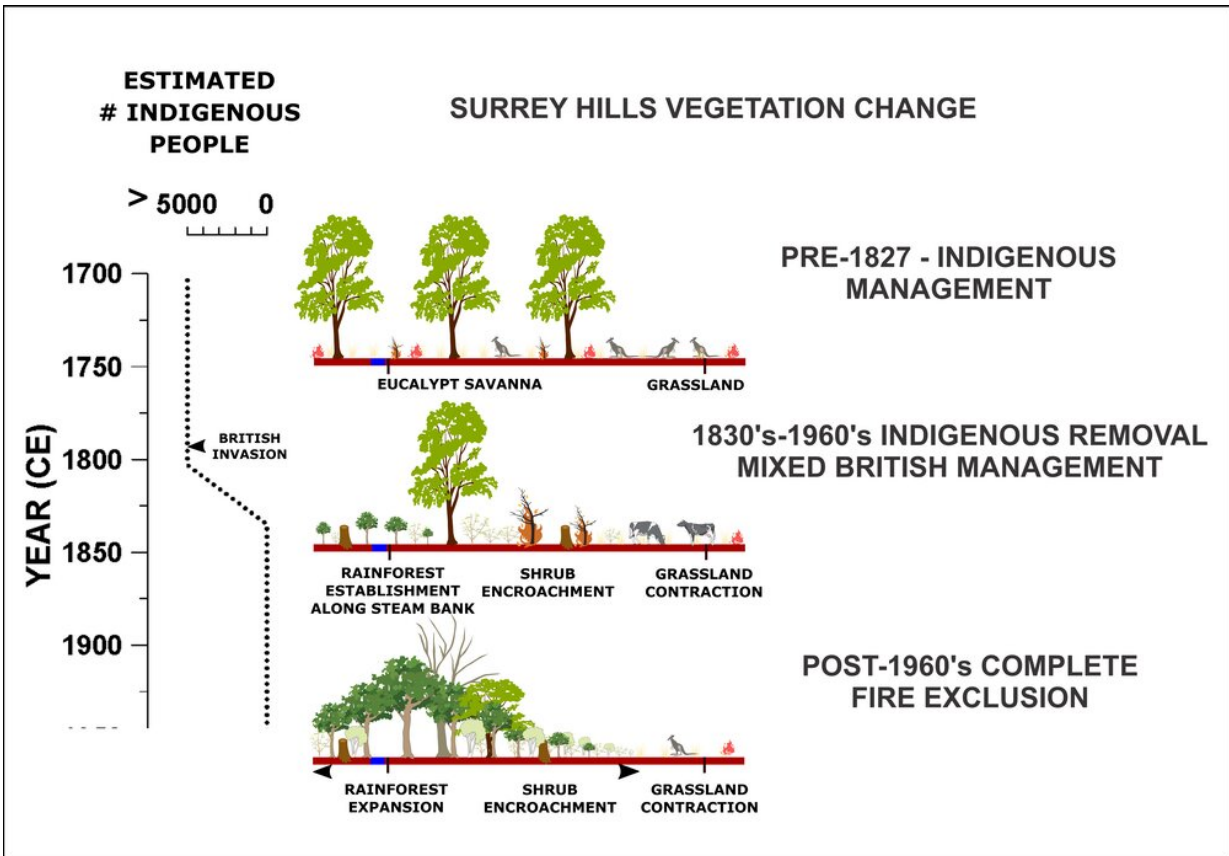 ESTIMATED
# INDIGENOUS
PEOPLE
SURREY HILLS VEGETATION CHANGE
> 5000 0
PRE-1827 - INDIGENOUS
MANAGEMENT
1700
1750
EUCALYPT SAVANNA
GRASSLAND
YEAR (CE)
BRITISH
INVASION
1800
1830's-1960's INDIGENOUS REMOVAL
MIXED BRITISH MANAGEMENT
1850
RAINFOREST
ESTABLISHMENT
ALONG STEAM BANK
SHRUB
ENCROACHMENT
GRASSLAND
CONTRACTION
1900
POST-1960's COMPLETE
FIRE EXCLUSION
RAINFOREST
EXPANSION
SHRUB
ENCROACHMENT
GRASSLAND
CONTRACTION